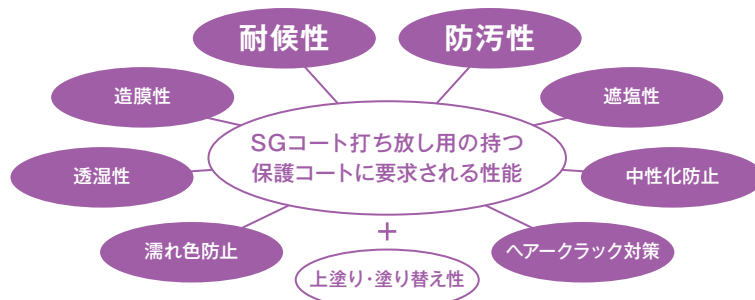 耐候性
防汚性
造膜性
遮塩性
SGコート打ち放し用の持つ
保護コートに要求される性能
透湿性
中性化防止
濡れ色防止
ヘアークラック対策
+
上塗り・塗り替え性